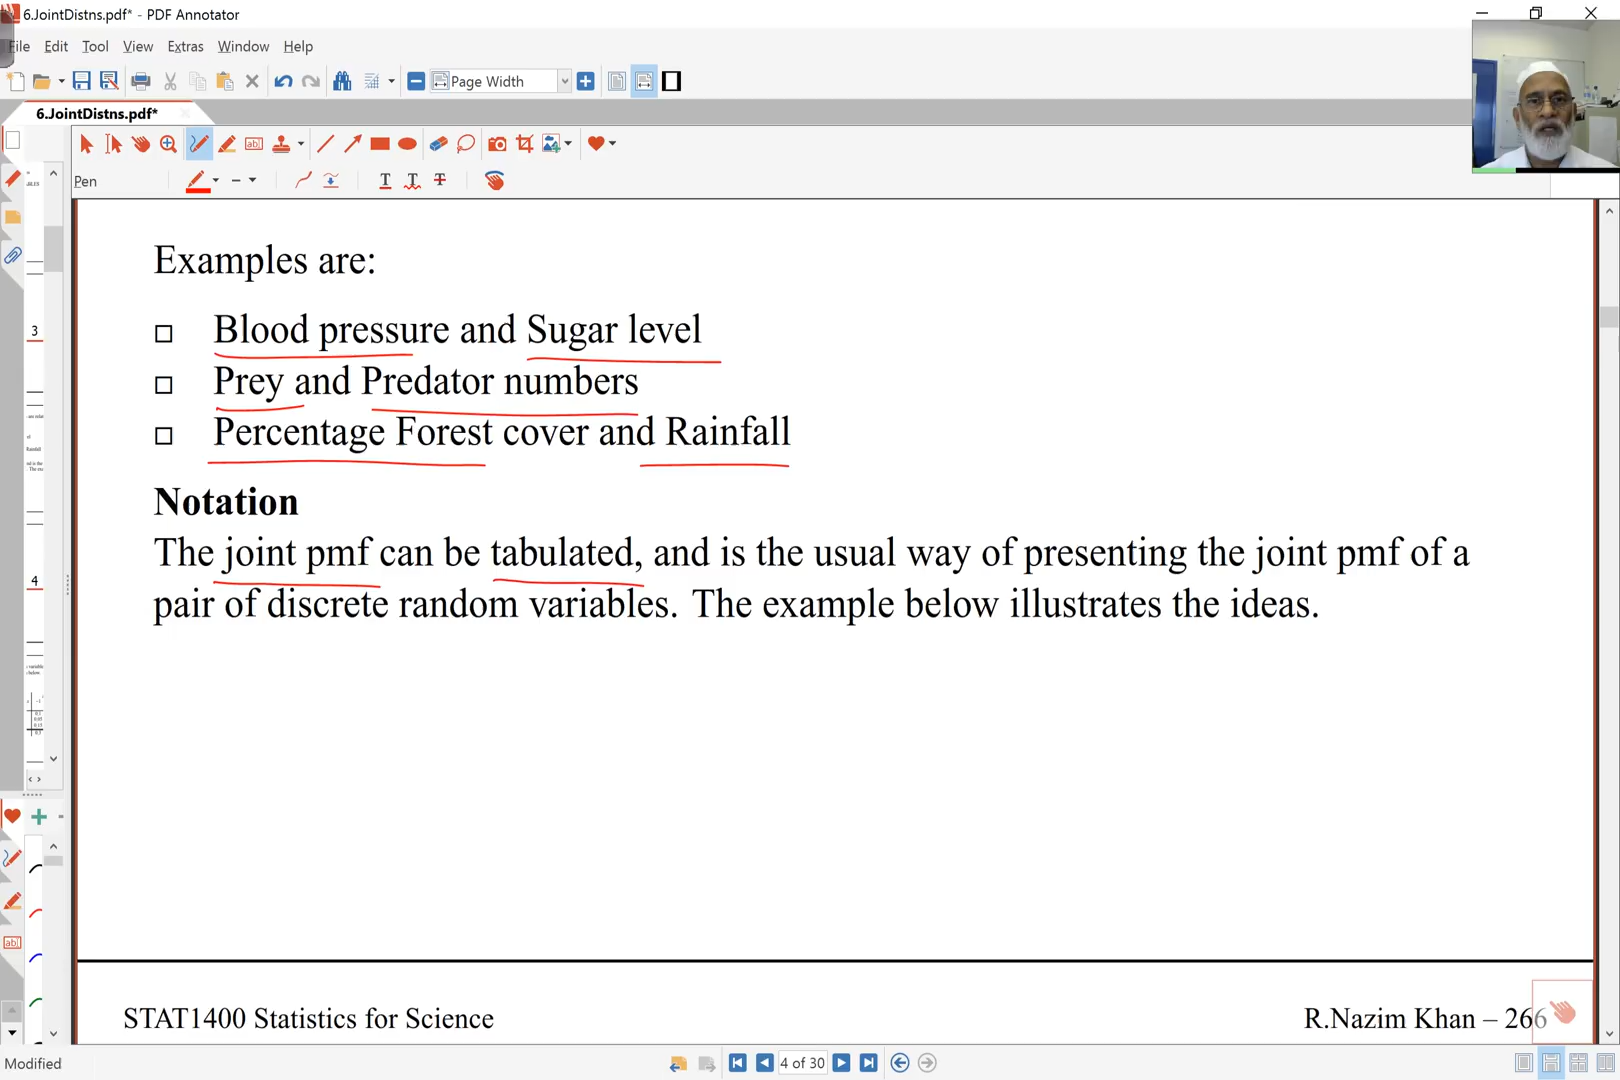 6.JointDistns.pdf* - PDF Annotator
File Edit Tool View Extras Window Help
Page Width
6.JointDistns.pdf*
Pen
Examples are:
Blood pressure and Sugar level
Prey and Predator numbers
Percentage Forest cover and Rainfall
Notation
The joint pmf can be tabulated, and is the usual way of presenting the joint pmf of a
pair of discrete random variables. The example below illustrates the ideas.
STAT1400 Statistics for Science
R.Nazim Khan – 266
3
4
Modified
4 of 30